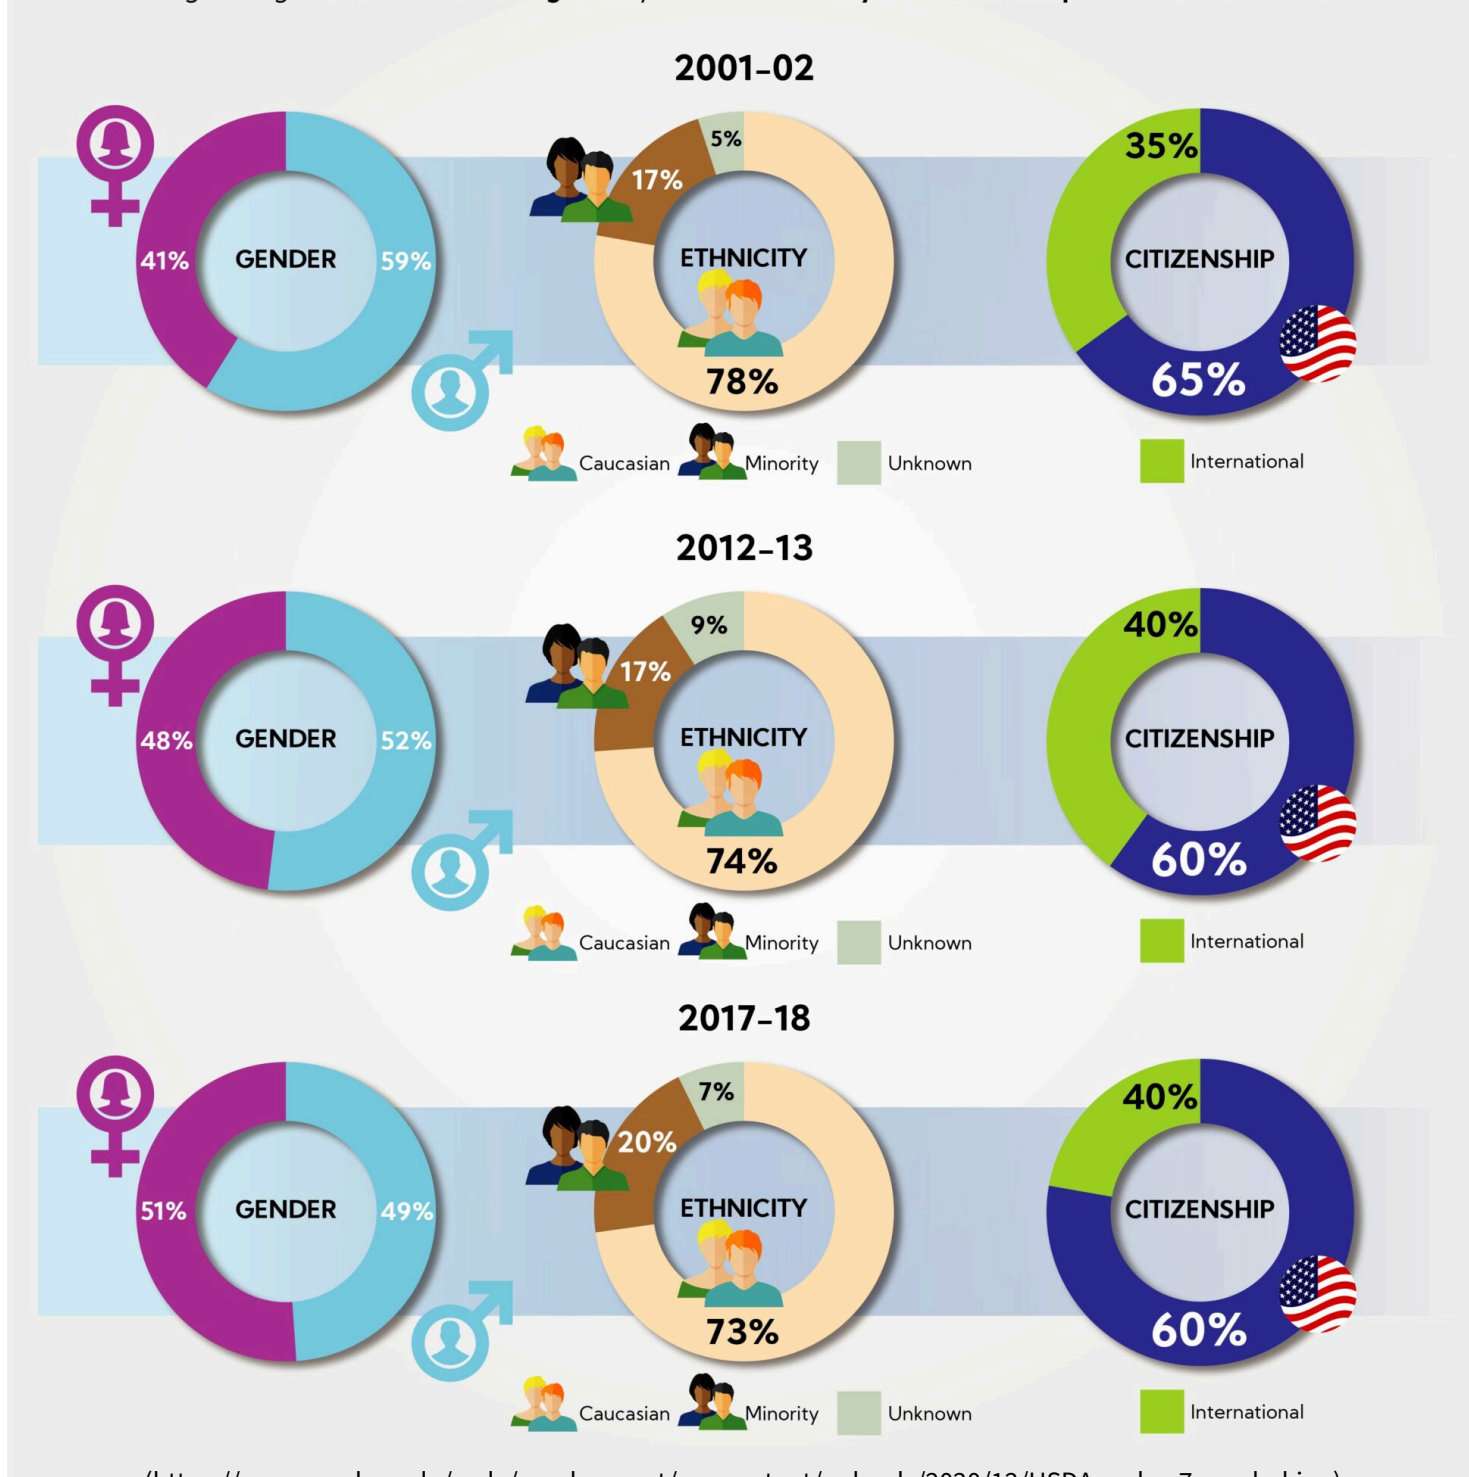 2001-02
41%
GENDER
59%
17%
5%
ETHNICITY
78%
35%
CITIZENSHIP
65%
Caucasian
Minority
Unknown
International
2012-13
48%
GENDER
52%
17%
9%
ETHNICITY
74%
40%
CITIZENSHIP
60%
Caucasian
Minority
Unknown
International
2017-18
51%
GENDER
49%
20%
7%
ETHNICITY
73%
40%
CITIZENSHIP
60%
Caucasian
Minority
Unknown
International